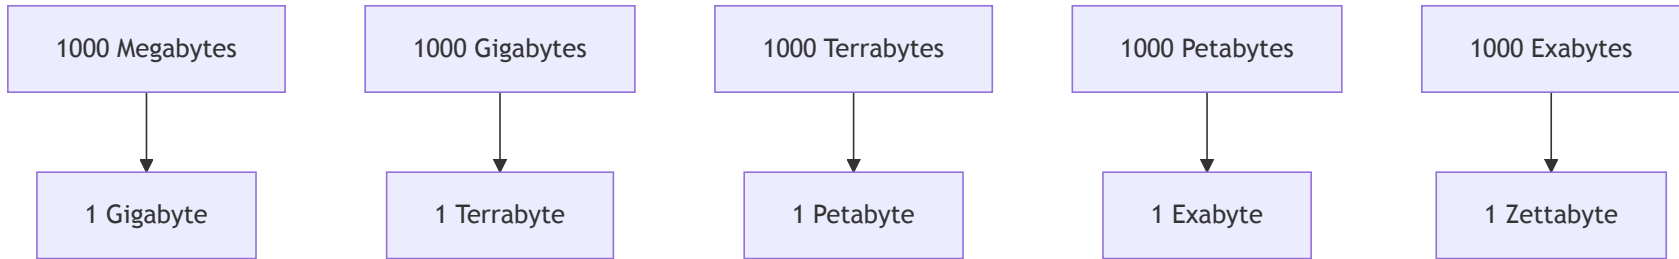 1000 Megabytes
1000 Gigabytes
1000 Terrabytes
1000 Petabytes
1000 Exabytes
1 Gigabyte
1 Terrabyte
1 Petabyte
1 Exabyte
1 Zettabyte